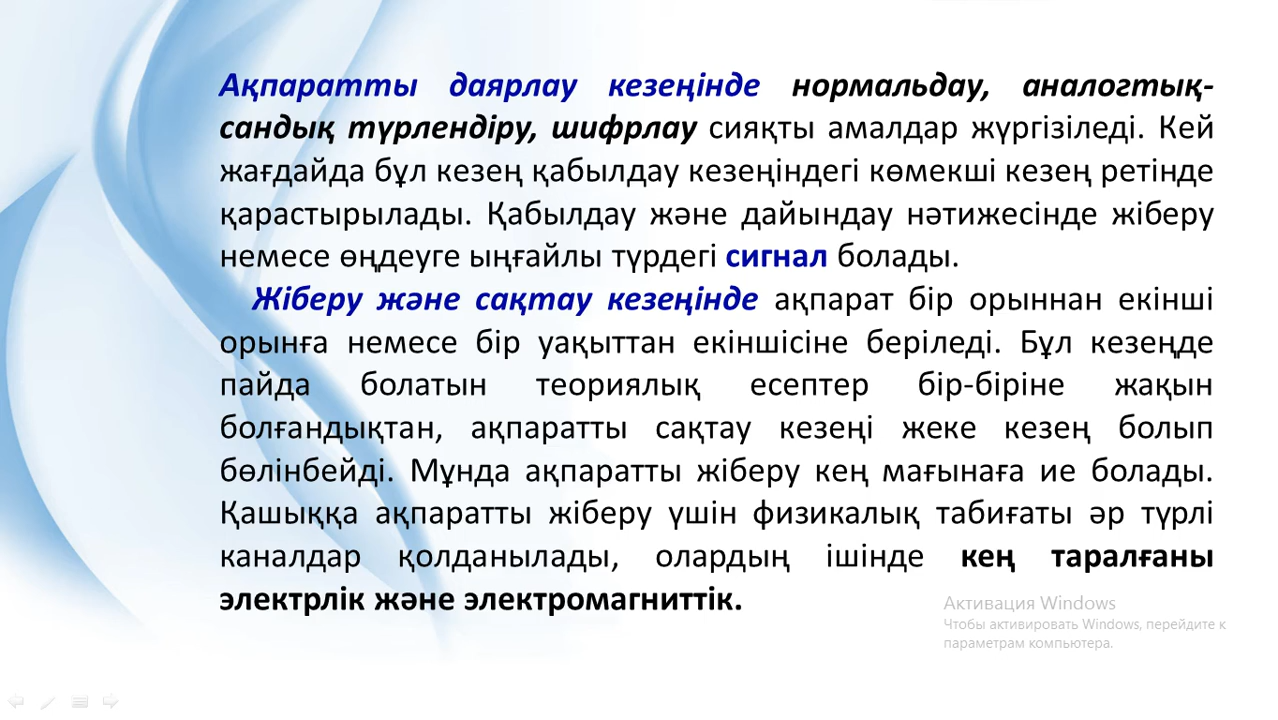 Ақпаратты даярлау кезеңінде нормальдау, аналогтық-
сандық түрлендіру, шифрлау сияқты амалдар жүргізіледі. Кей
жағдайда бұл кезең қабылдау кезеңіндегі көмекші кезең ретінде
қарастырылады. Қабылдау және дайындау нәтижесінде жіберу
немесе өңдеуге ыңғайлы түрдегі сигнал болады.
Жіберу және сақтау кезеңінде ақпарат бір орыннан екінші
орынға немесе бір уақыттан екіншісіне беріледі. Бұл кезеңде
пайда болатын теориялық есептер бір-біріне жақын
болғандықтан, ақпаратты сақтау кезеңі жеке кезең болып
бөлінбейді. Мұнда ақпаратты жіберу кең мағынаға ие болады.
Қашыққа ақпаратты жіберу үшін физикалық табиғаты әр түрлі
каналдар қолданылады, олардың ішінде кең таралғаны
электрлік және электромагниттік.
Активация Windows
Чтобы активировать Windows, перейдите к
параметрам компьютера.